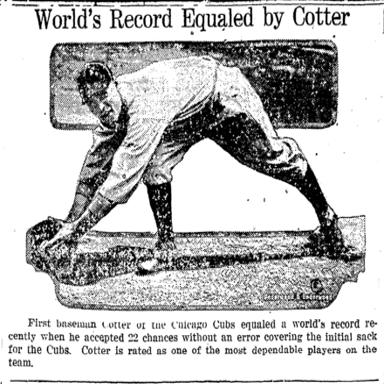 World's Record Equaled by Cotter
Underwood & Underwood
First baseman Cotter of the Chicago Cubs equaled a world's record re-
cently when he accepted 22 chances without an error covering the initial sack
for the Cubs. Cotter is rated as one of the most dependable players on the
team.